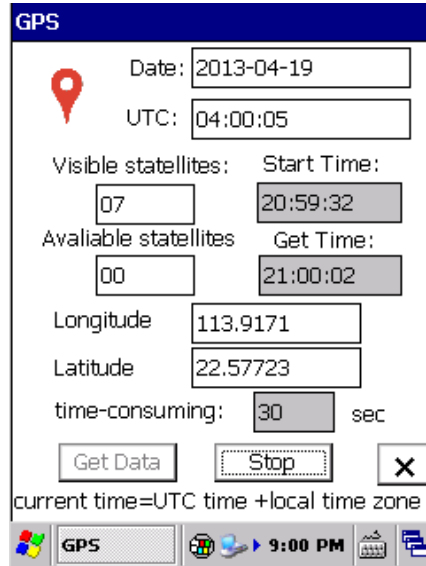 GPS
Date: 2013-04-19
UTC: 04:00:05
Visible statellites: Start Time:
07 20:59:32
Avaliable statellites Get Time:
00 21:00:02
Longitude 113.9171
Latitude 22.57723
time-consuming: 30 sec
Get Data Stop
current time=UTC time +local time zone
GPS 9:00 PM